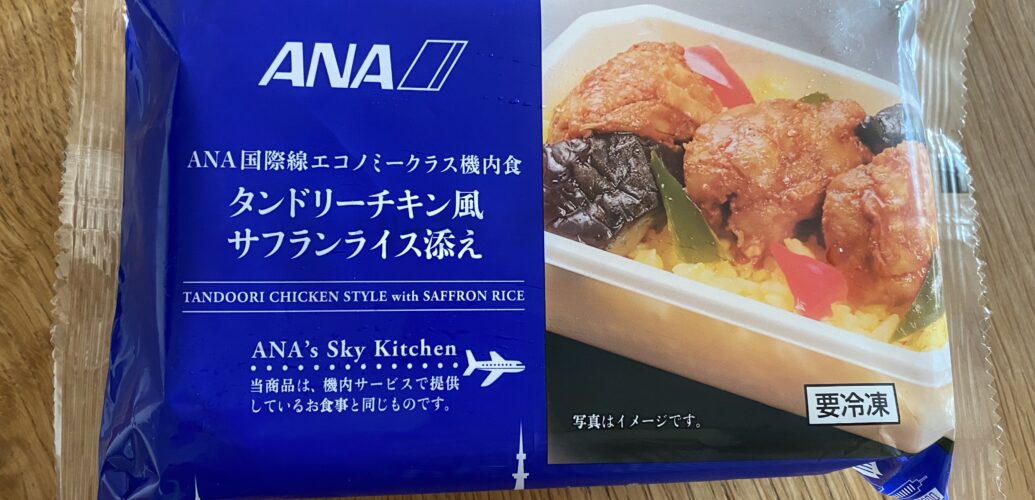 ANA
ANA国際線エコノミークラス機内食
タンドリーチキン風
サフランライス添え
TANDOORI CHICKEN STYLE with SAFFRON RICE
ANA's Sky Kitchen
当商品は、機内サービスで提供
しているお食事と同じものです。
写真はイメージです。
要冷凍